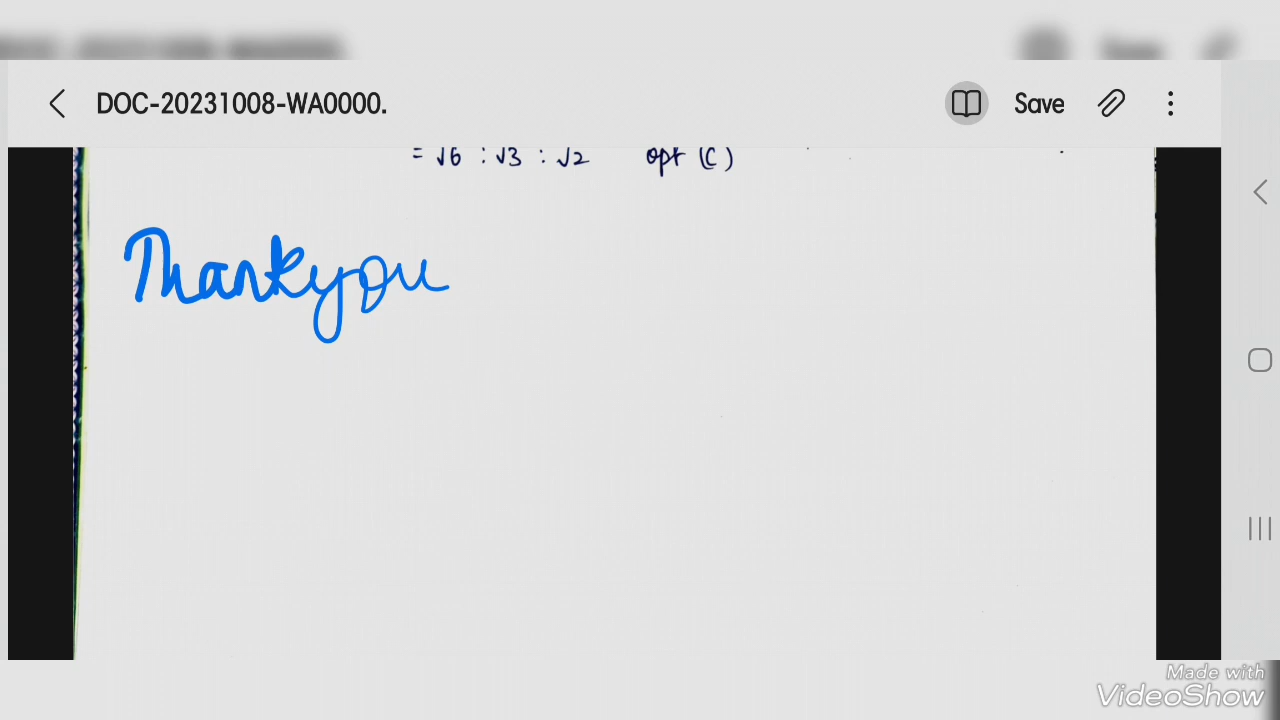 DOC-20231008-WA0000.
Save
= √6 : √3 : √2 opt (C)
Thankyou
Made with
VideoShow